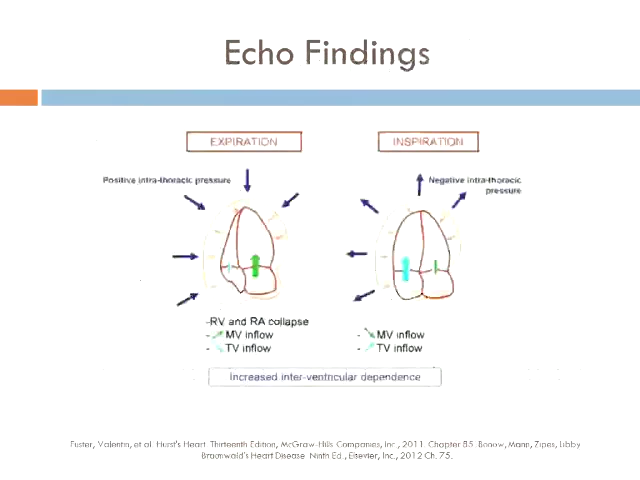 Echo Findings
EXPIRATION
INSPIRATION
Positive intra-thoracic pressure
Negative intra-thoracic
pressure
-RV and RA collapse
- MV inflow
- TV inflow
- MV inflow
- TV inflow
Increased inter-ventricular dependence
Fuster, Valentin, et al. Hurst's Heart. Thirteenth Edition, McGraw-Hills Companies, Inc., 2011. Chapter 85. Bonow, Mann, Zipes, Libby.
Braunwald's Heart Disease. Ninth Ed., Elsevier, Inc., 2012 Ch. 75.